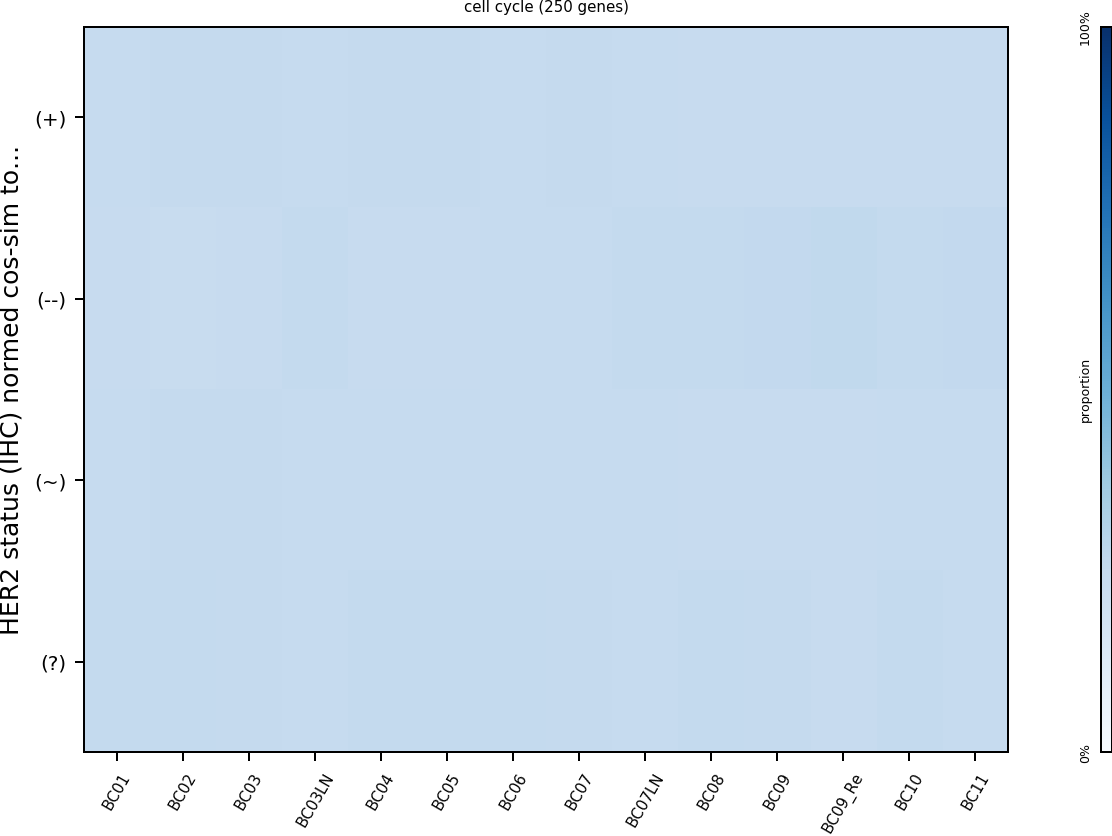 cell cycle (250 genes)
HER2 status (IHC) normed cos-sim to...
(+)
(--)
(~)
(?)
BC01
BC02
BC03
BC03LN
BC04
BC05
BC06
BC07
BC07LN
BC08
BC09
BC09_Re
BC10
BC11
100%
proportion
0%